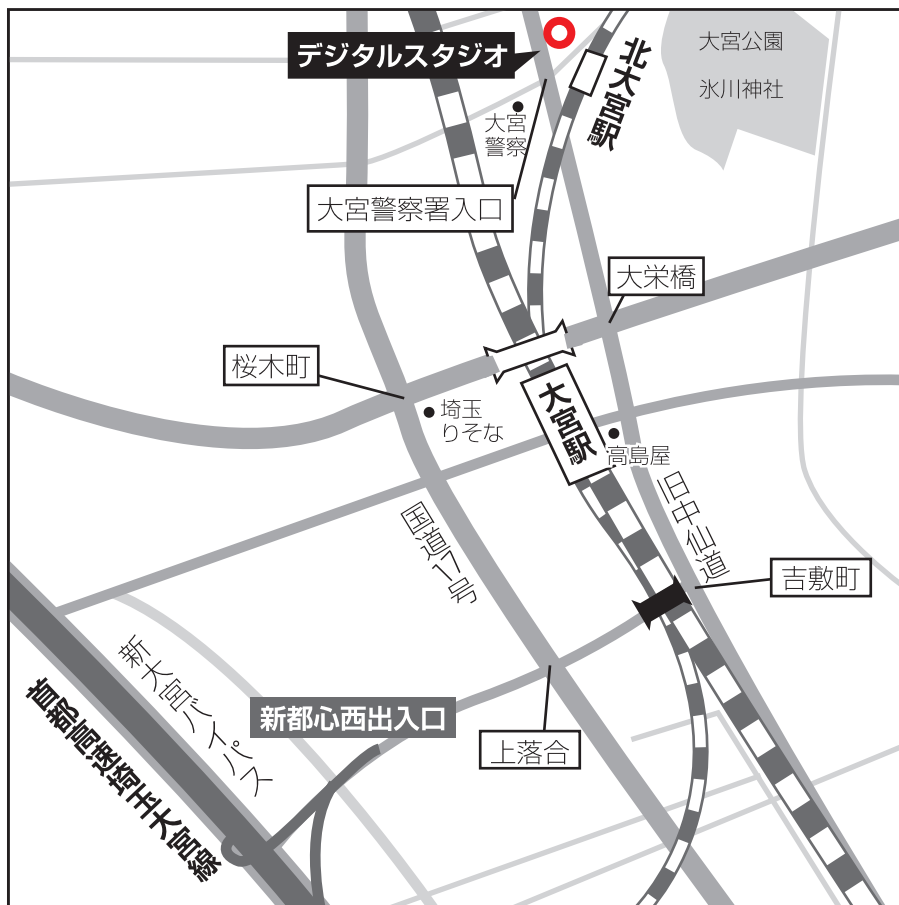 デジタルスタジオ
北大宮駅
大宮公園
氷川神社
大宮
警察
大宮警察署入口
大栄橋
桜木町
埼玉
りそな
大宮駅
高島屋
旧中仙道
国道17号
吉敷町
新大宮バイパス
首都高速埼玉大宮線
新都心西出入口
上落合